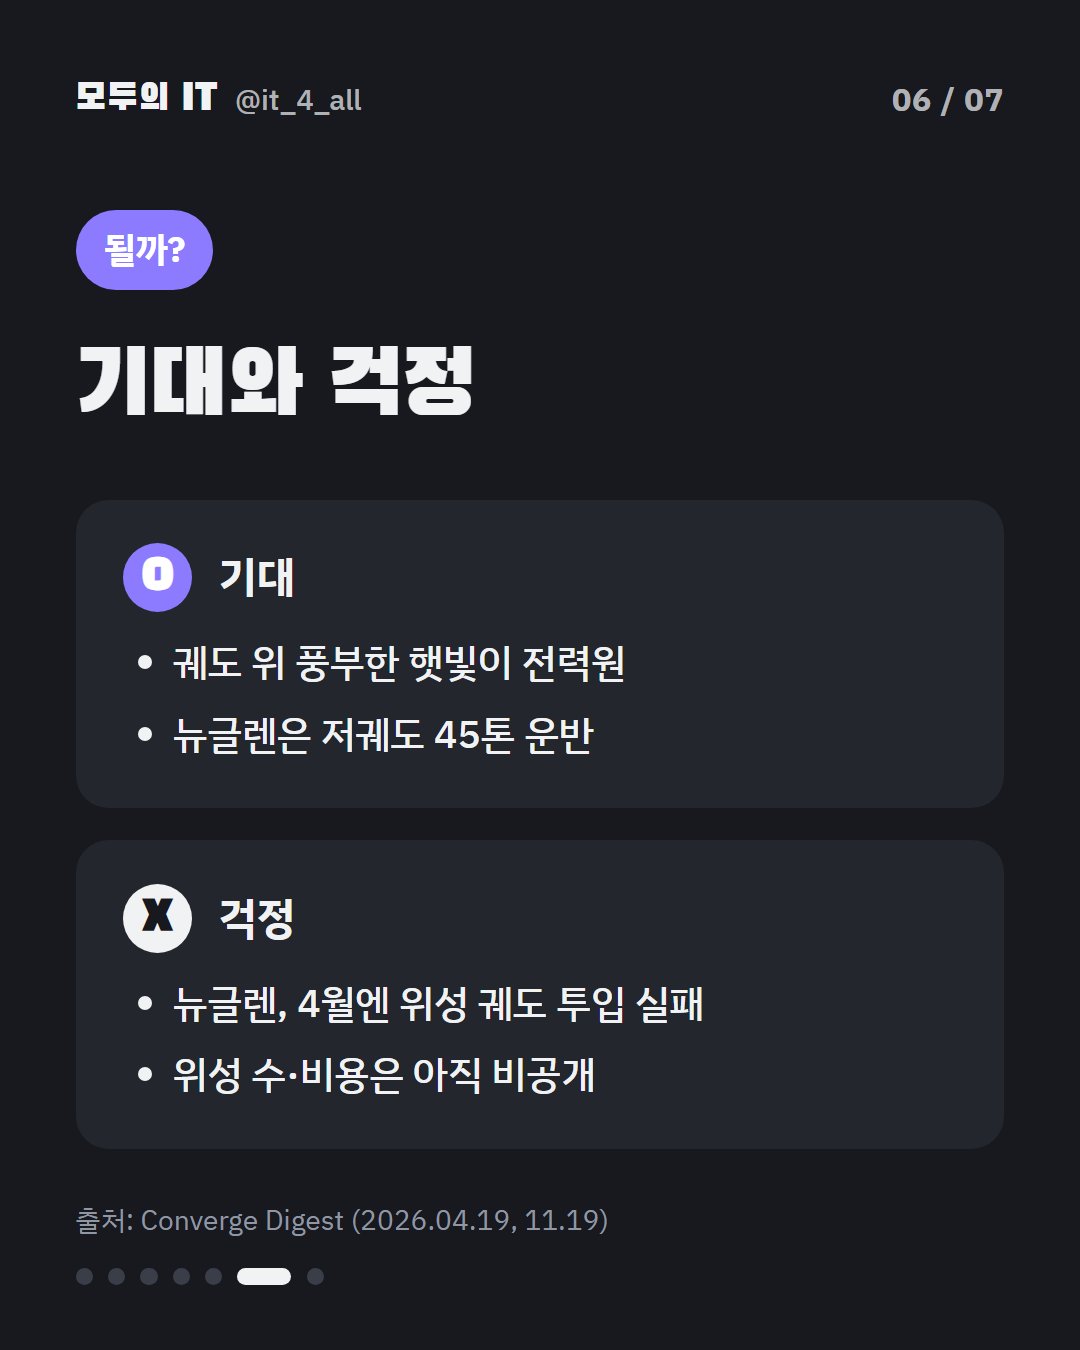 모두의 IT @it_4_all
06 / 07
될까?
기대와 걱정
O 기대
• 궤도 위 풍부한 햇빛이 전력원
• 뉴글렌은 저궤도 45톤 운반
X 걱정
• 뉴글렌, 4월엔 위성 궤도 투입 실패
• 위성 수·비용은 아직 비공개
출처: Converge Digest (2026.04.19, 11.19)